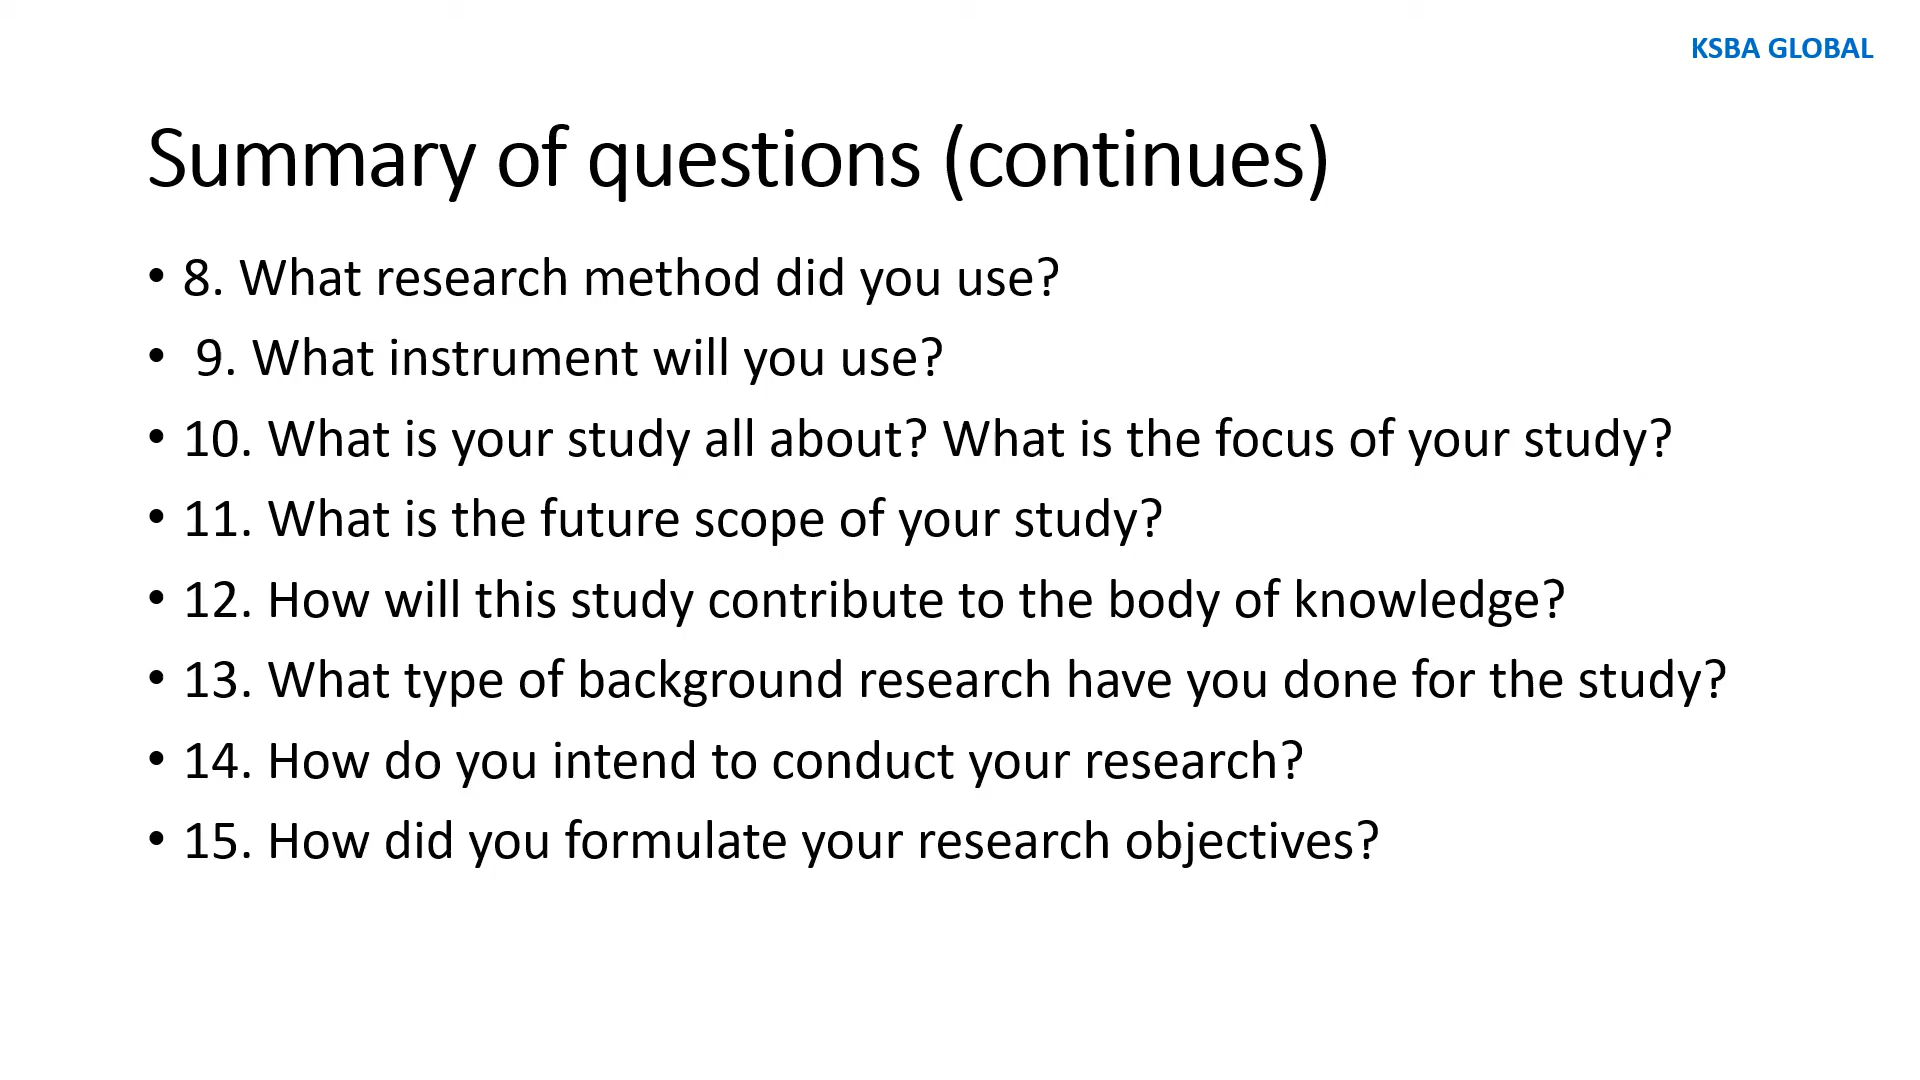 KSBA GLOBAL
Summary of questions (continues)
• 8. What research method did you use?
• 9. What instrument will you use?
• 10. What is your study all about? What is the focus of your study?
• 11. What is the future scope of your study?
• 12. How will this study contribute to the body of knowledge?
• 13. What type of background research have you done for the study?
• 14. How do you intend to conduct your research?
• 15. How did you formulate your research objectives?